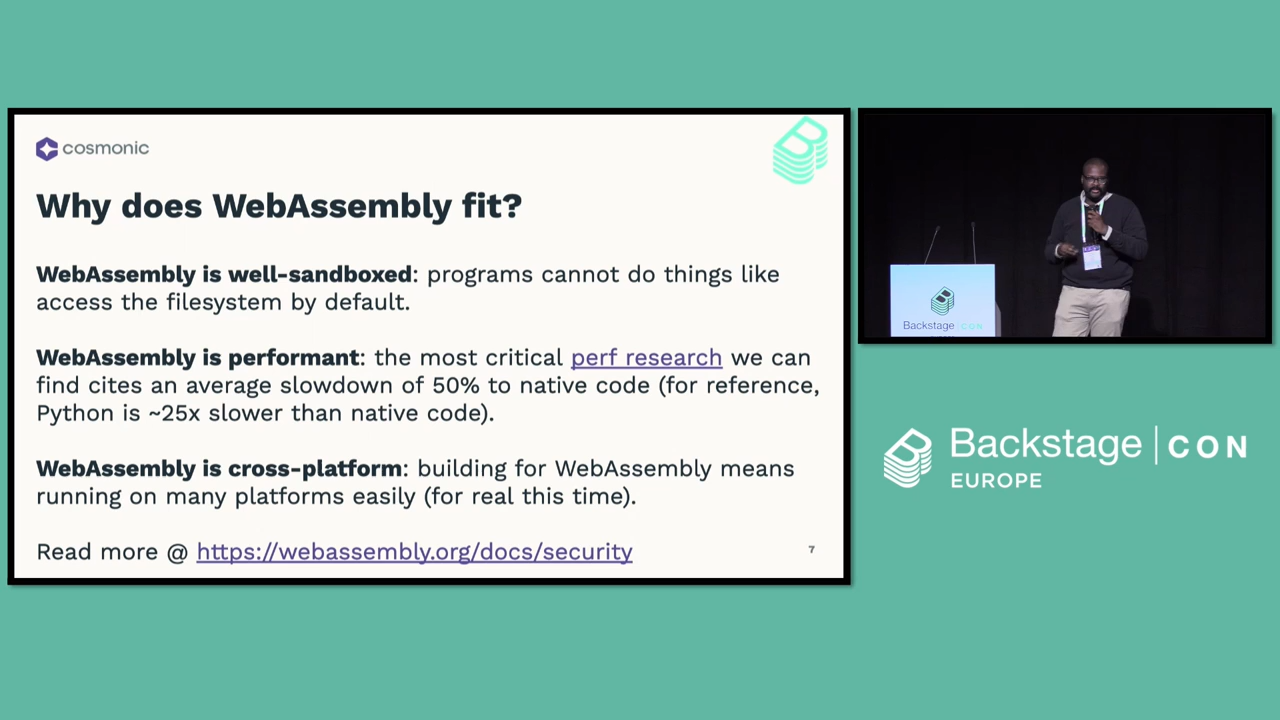 cosmonic
Why does WebAssembly fit?
WebAssembly is well-sandboxed: programs cannot do things like
access the filesystem by default.
WebAssembly is performant: the most critical perf research we can
find cites an average slowdown of 50% to native code (for reference,
Python is ~25x slower than native code).
WebAssembly is cross-platform: building for WebAssembly means
running on many platforms easily (for real this time).
Read more @ https://webassembly.org/docs/security
7
Backstage CON
Backstage | CON
EUROPE